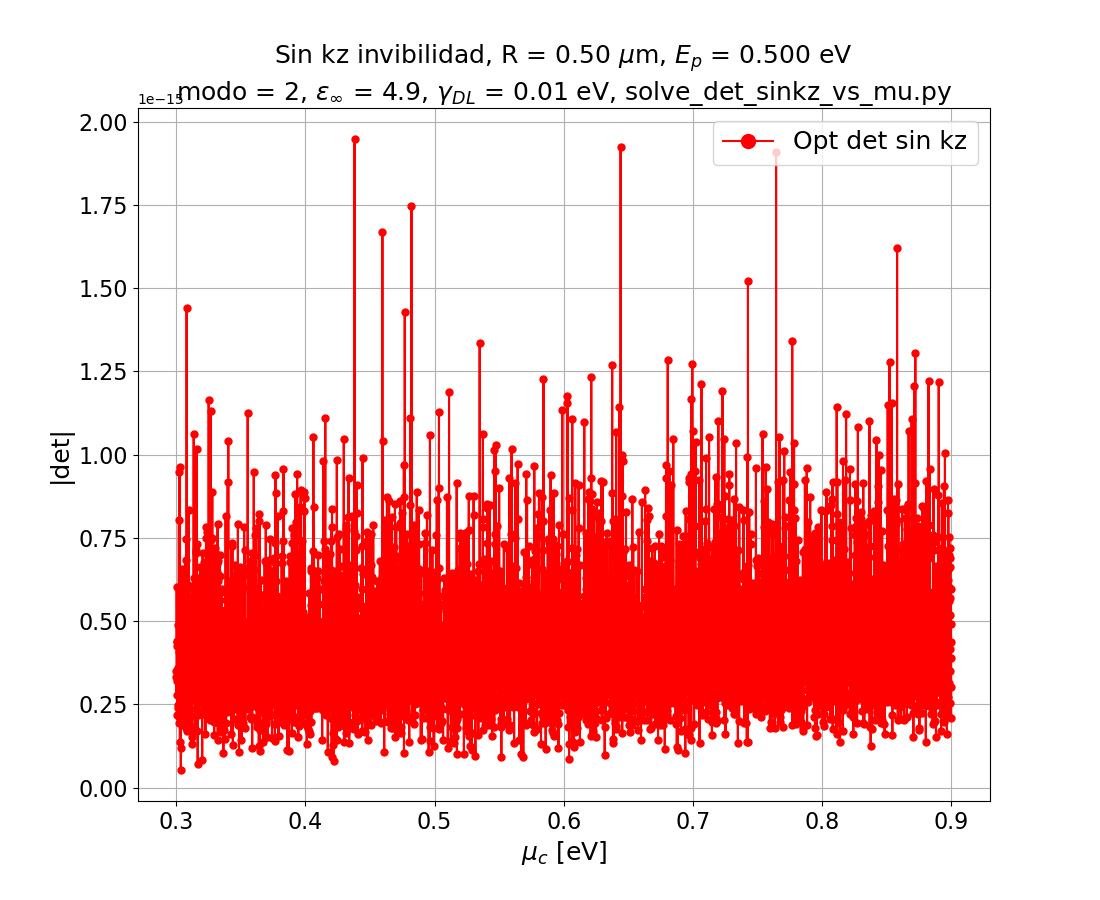 Sin kz invibilidad, R = 0.50 μm, $E_p$ = 0.500 eV
modo = 2, $ε_∞$ = 4.9, $γ_{DL}$ = 0.01 eV, solve_det_sinkz_vs_mu.py
1e−15
Opt det sin kz
2.00
1.75
1.50
1.25
1.00
0.75
0.50
0.25
0.00
|det|
0.3 0.4 0.5 0.6 0.7 0.8 0.9
$μ_c$ [eV]